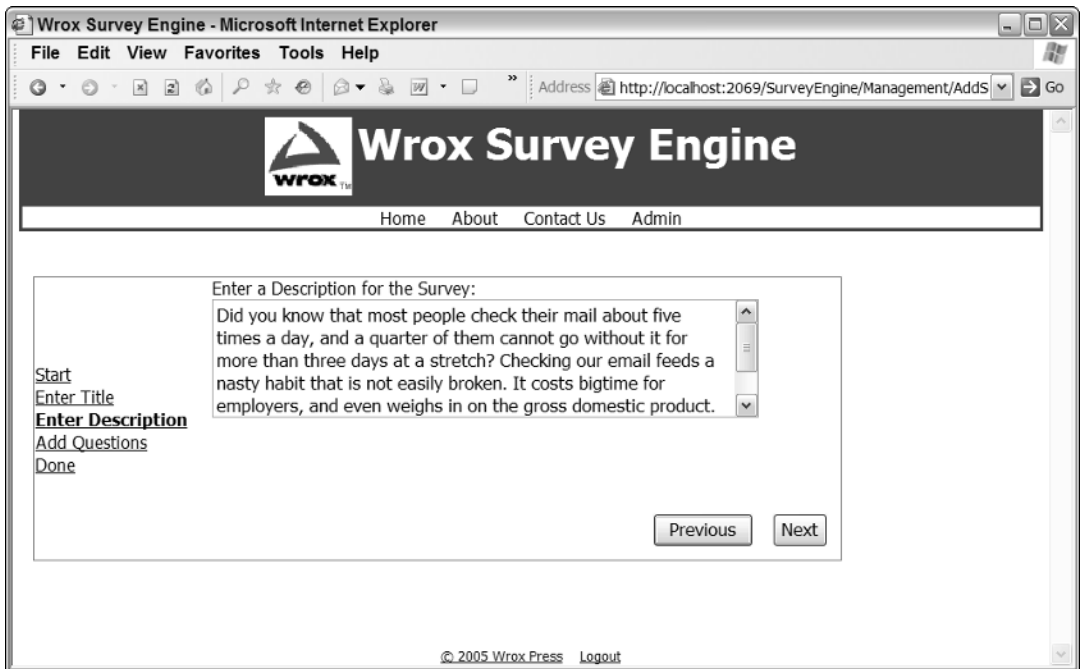 Wrox Survey Engine - Microsoft Internet Explorer
File Edit View Favorites Tools Help
Address http://localhost:2069/SurveyEngine/Management/AddS Go
wrox TM
Wrox Survey Engine
Home About Contact Us Admin
Enter a Description for the Survey:
Did you know that most people check their mail about five
times a day, and a quarter of them cannot go without it for
more than three days at a stretch? Checking our email feeds a
nasty habit that is not easily broken. It costs bigtime for
employers, and even weighs in on the gross domestic product.
Start
Enter Title
Enter Description
Add Questions
Done
Previous Next
© 2005 Wrox Press Logout